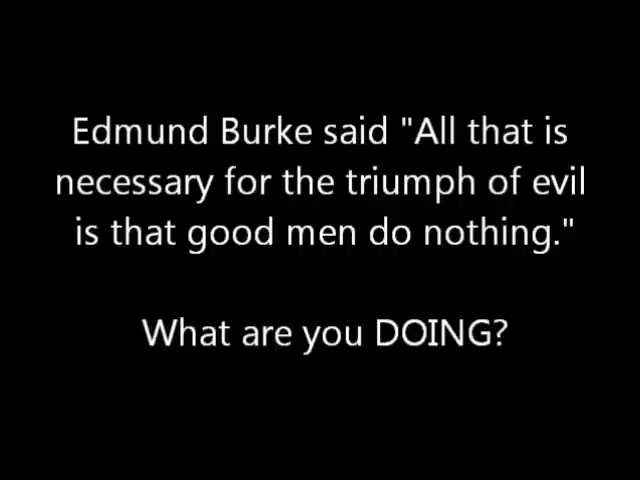 Edmund Burke said "All that is
necessary for the triumph of evil
is that good men do nothing."
What are you DOING?